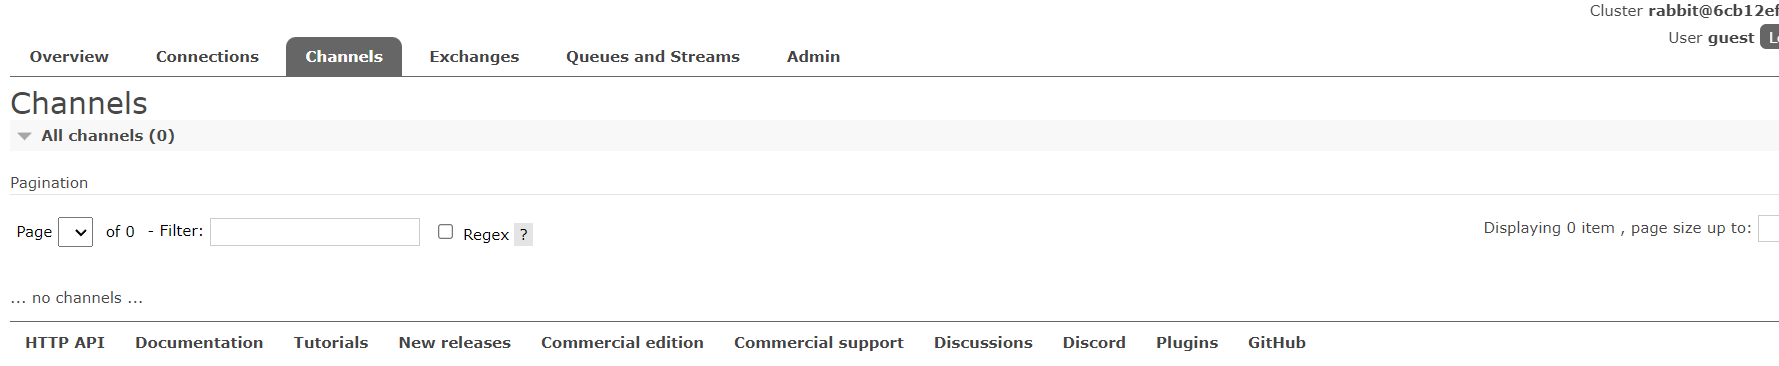 Cluster rabbit@6cb12ef
User guest
Overview Connections Channels Exchanges Queues and Streams Admin
Channels
All channels (0)
Pagination
Page of 0 - Filter: Regex ? Displaying 0 item , page size up to:
... no channels ...
HTTP API Documentation Tutorials New releases Commercial edition Commercial support Discussions Discord Plugins GitHub